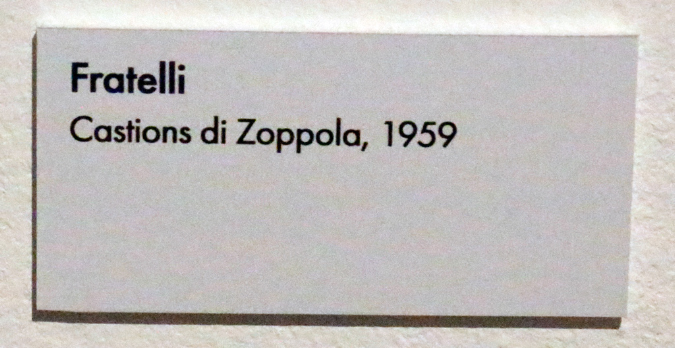 Fratelli
Castions di Zoppola, 1959